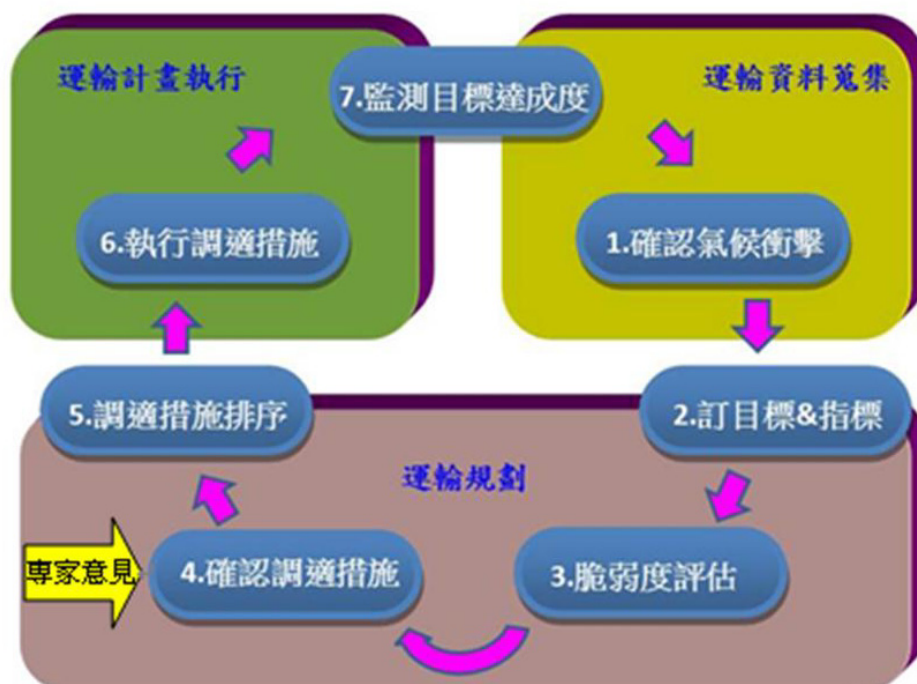 運輸計畫執行
7.監測目標達成度
運輸資料蒐集
6.執行調適措施
1.確認氣候衝擊
5.調適措施排序
2.訂目標&指標
運輸規劃
專家意見
4.確認調適措施
3.脆弱度評估